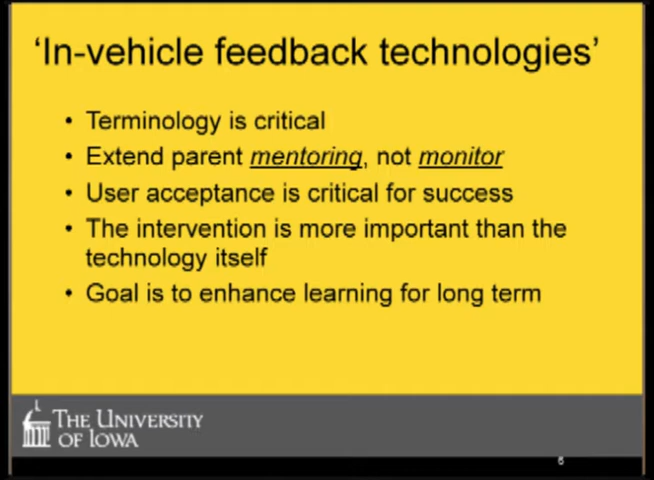 'In-vehicle feedback technologies'
• Terminology is critical
• Extend parent mentoring, not monitor
• User acceptance is critical for success
• The intervention is more important than the
technology itself
• Goal is to enhance learning for long term
THE UNIVERSITY
OF IOWA